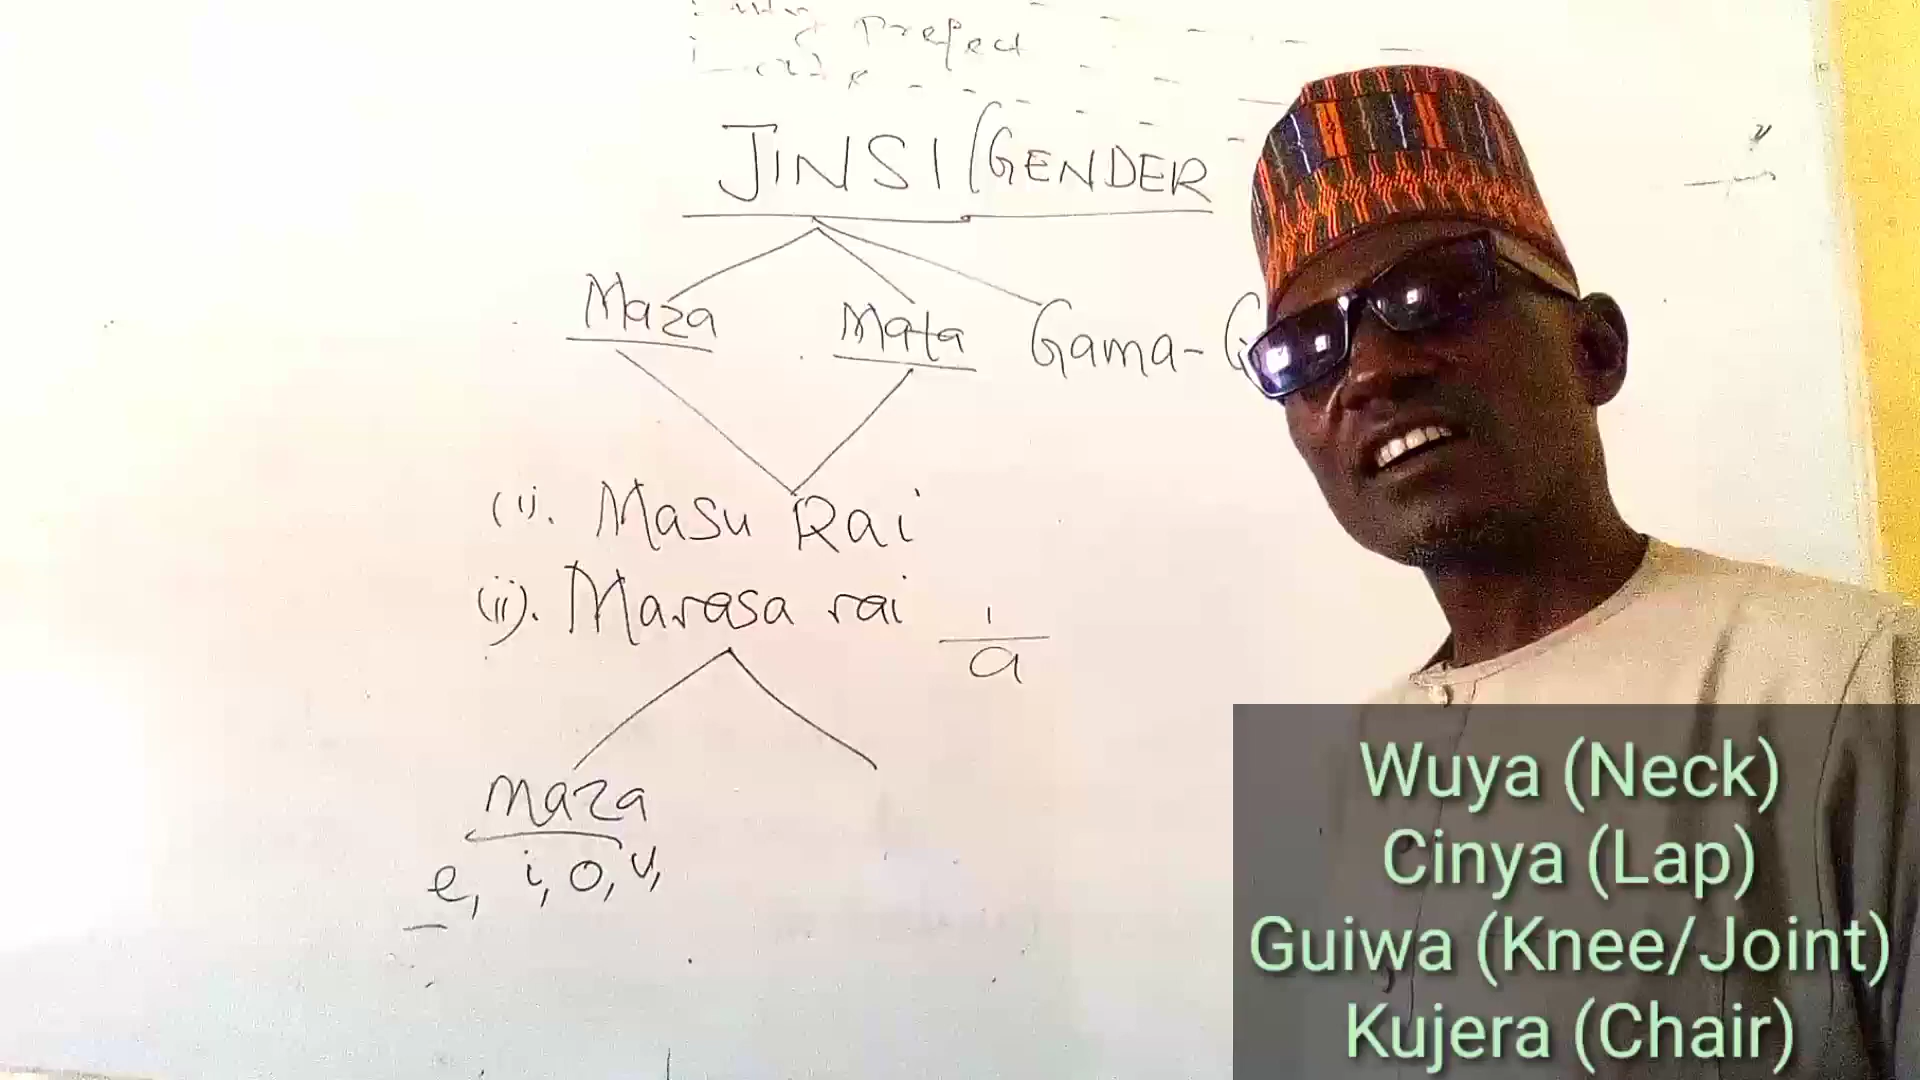 prefect
JINSI/GENDER
Maza Mata Gama-G
(i). Masu Rai
(ii). Marasa rai
a
maza
e, i, o, u,
Wuya (Neck)
Cinya (Lap)
Guiwa (Knee/Joint)
Kujera (Chair)